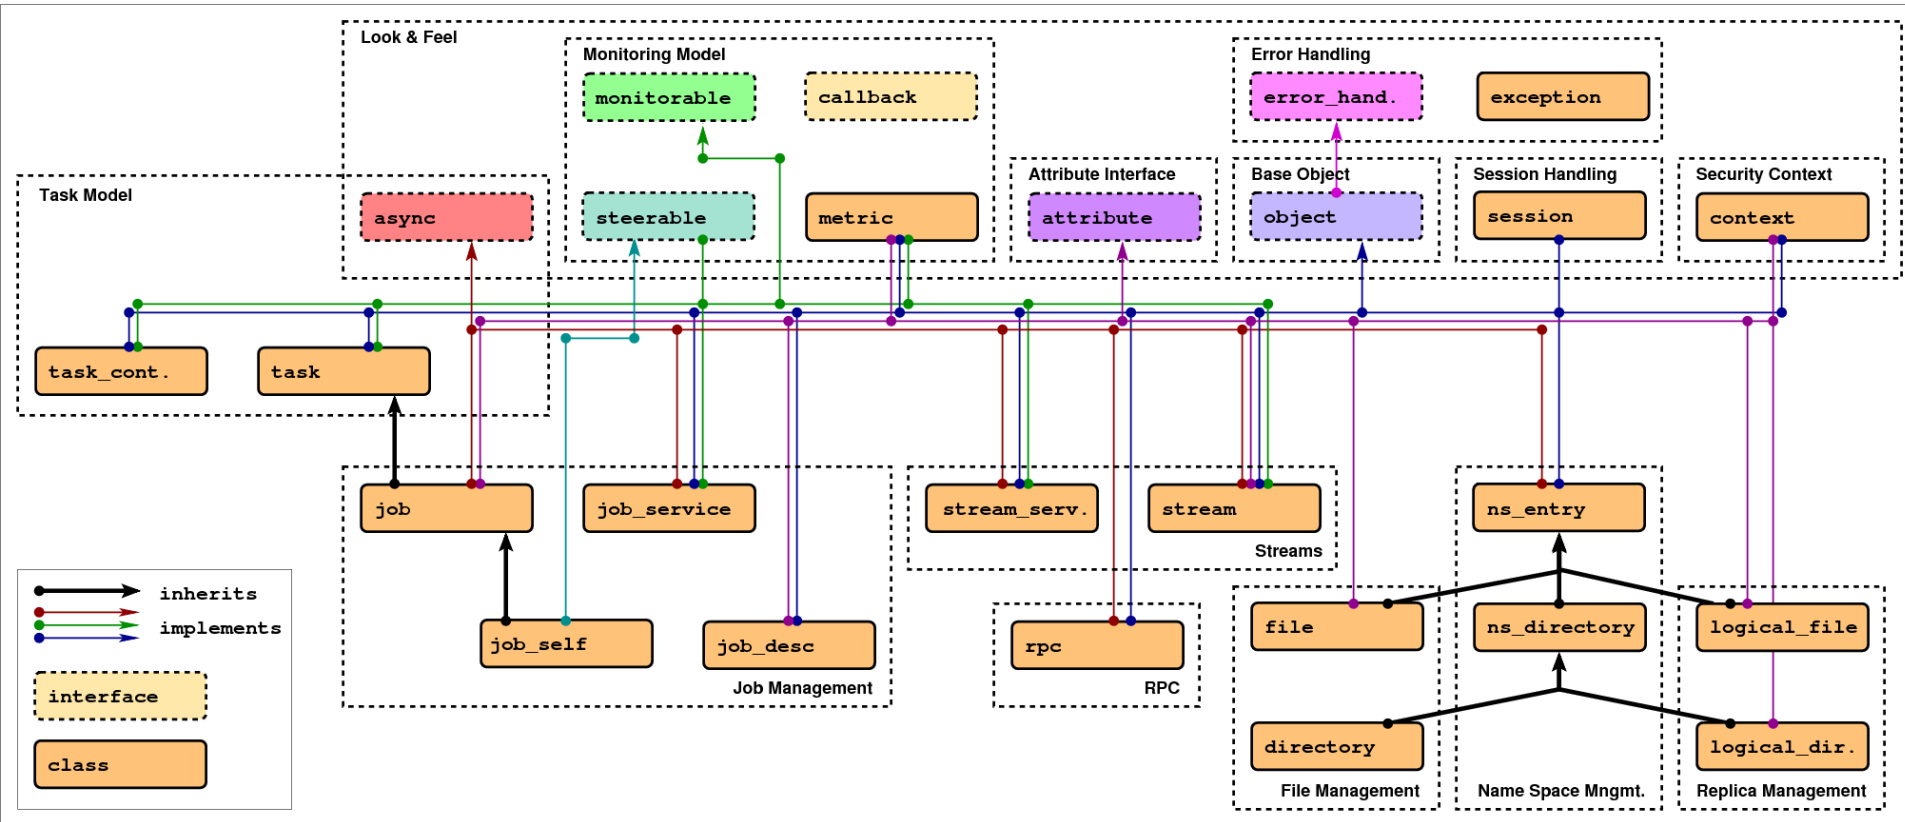 Look & Feel
Monitoring Model
Error Handling
monitorable
callback
error_hand.
exception
Task Model
Attribute Interface
Base Object
Session Handling
Security Context
async
steerable
metric
attribute
object
session
context
task_cont.
task
job
job_service
stream_serv.
stream
ns_entry
Streams
inherits
implements
job_self
job_desc
rpc
file
ns_directory
logical_file
Job Management
RPC
interface
class
directory
logical_dir.
File Management
Name Space Mngmt.
Replica Management